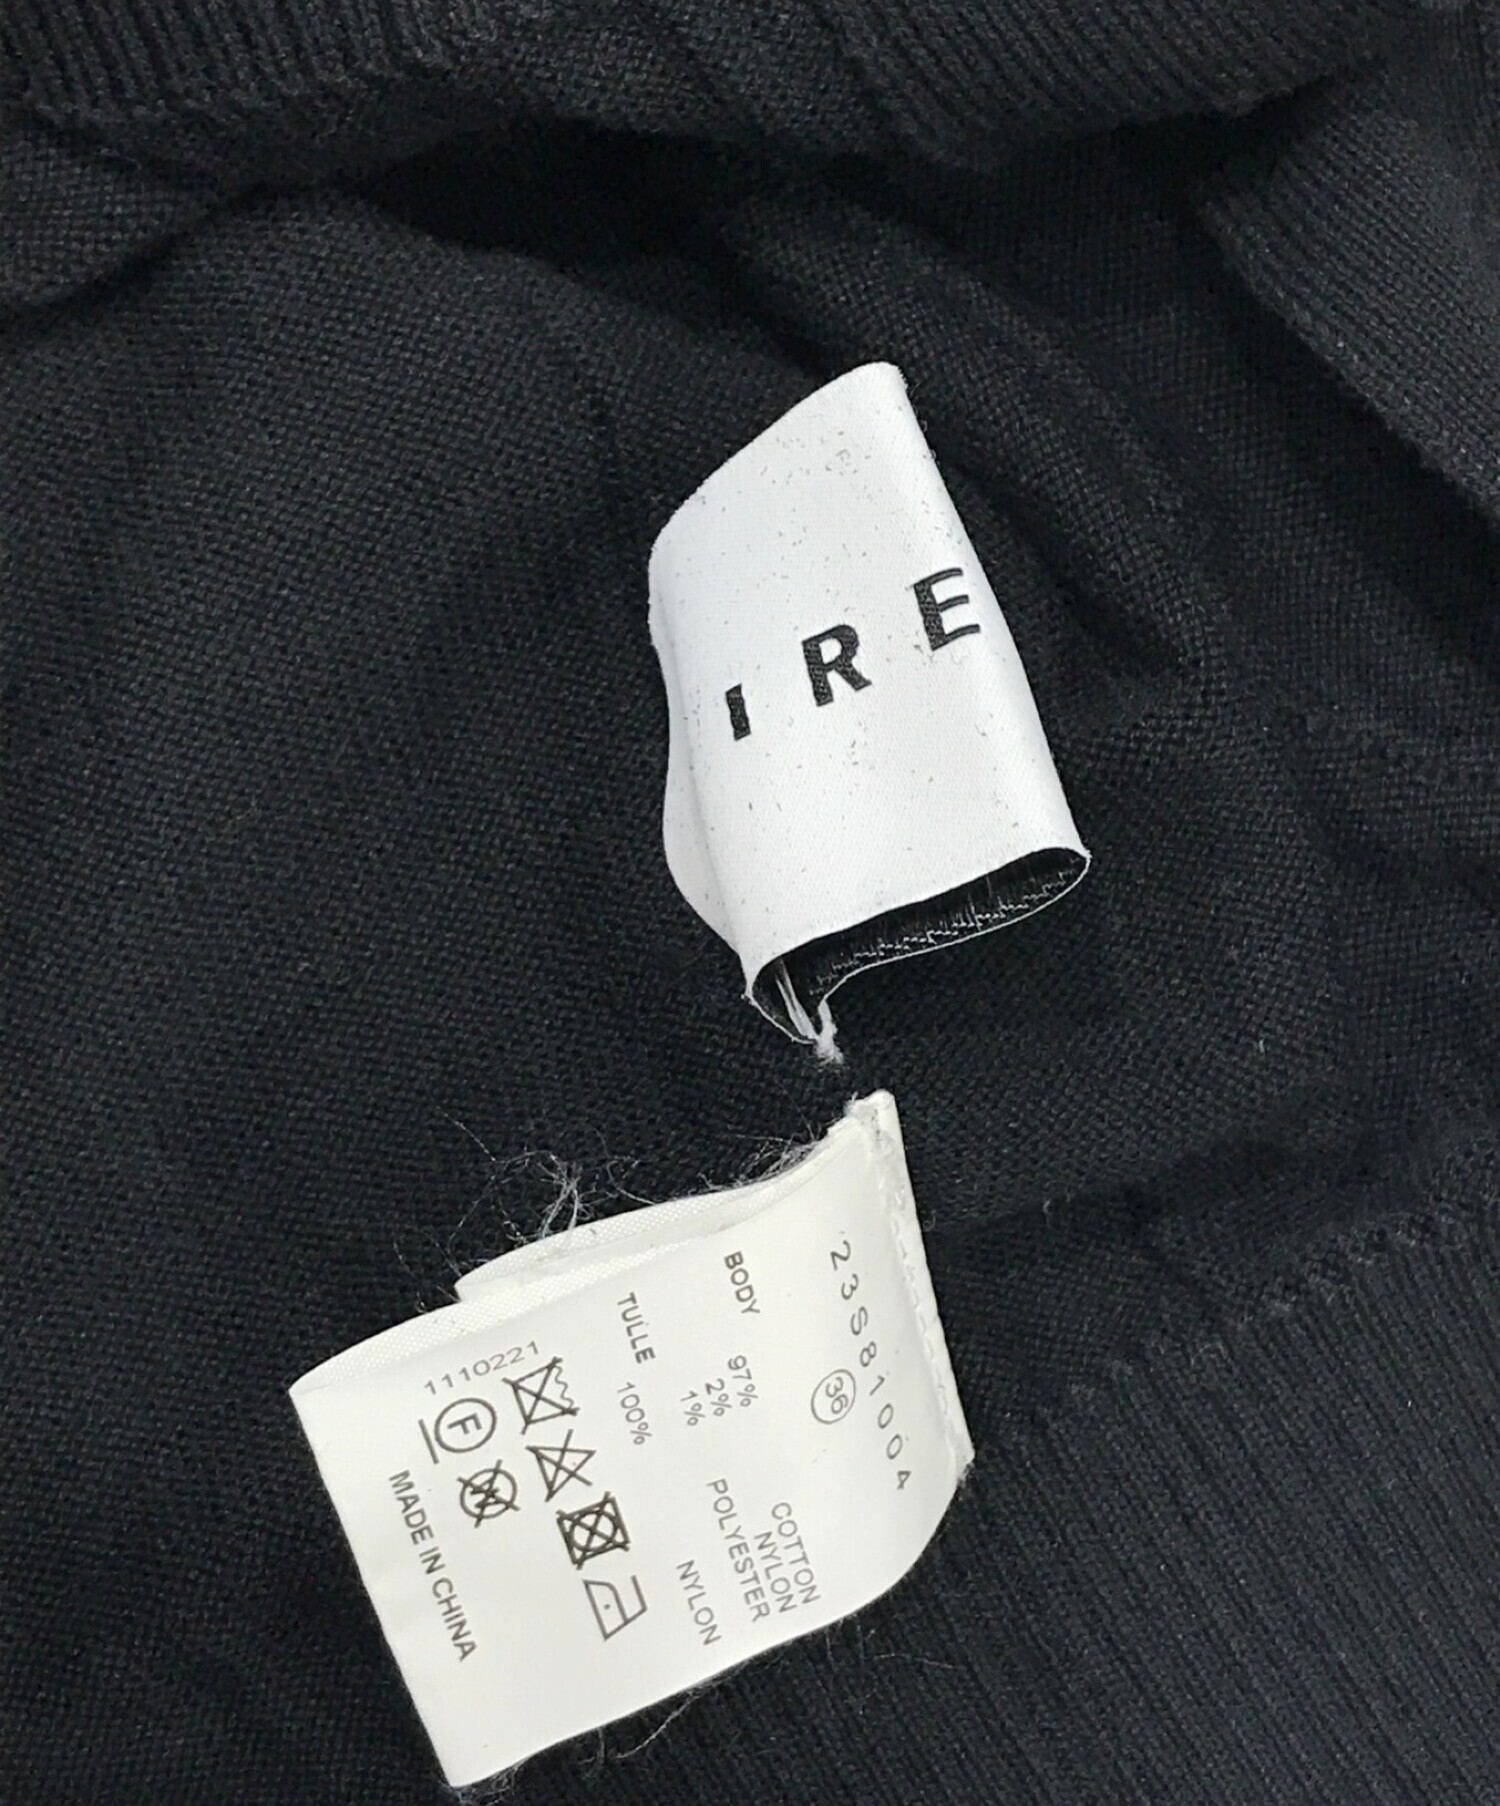 IRE
23S81004
36
BODY 97% COTTON
2% NYLON
1% POLYESTER
TULLE 100% NYLON
1110221
F
W
MADE IN CHINA